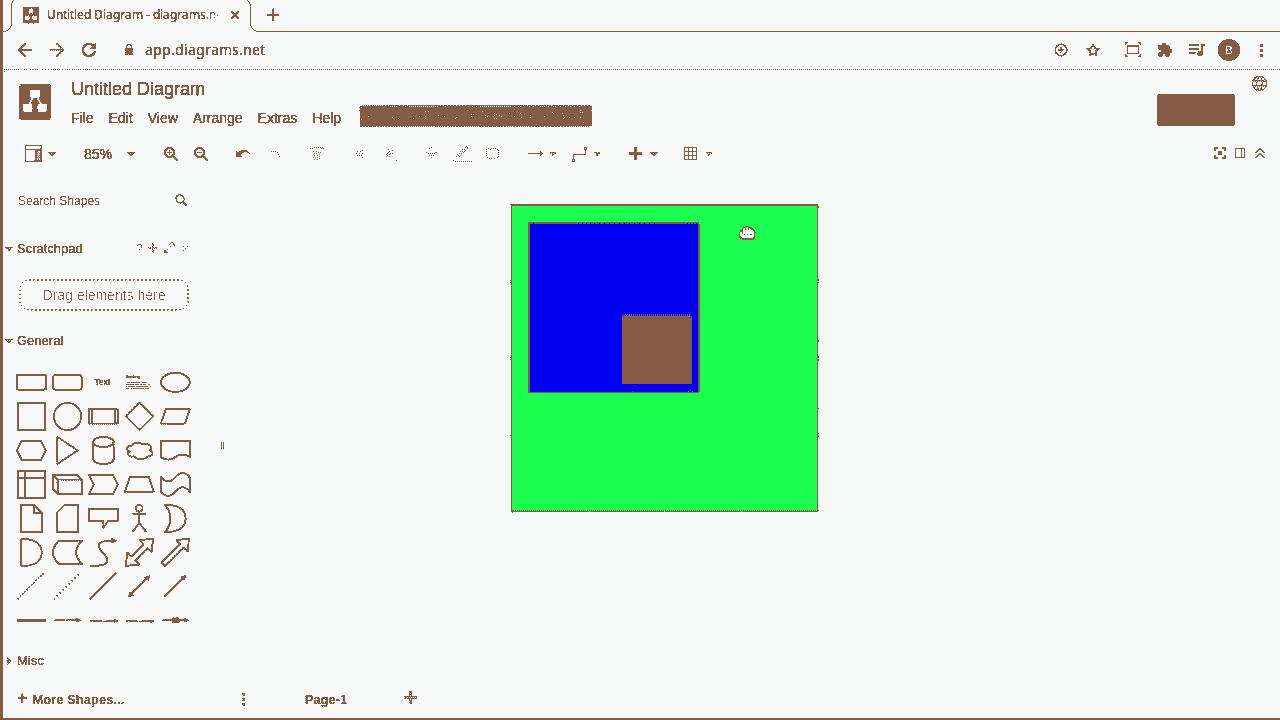 Untitled Diagram - diagrams.n
app.diagrams.net
B
Untitled Diagram
File Edit View Arrange Extras Help
85%
Search Shapes
Scratchpad
?
Drag elements here
General
Text
Misc
+ More Shapes...
Page-1